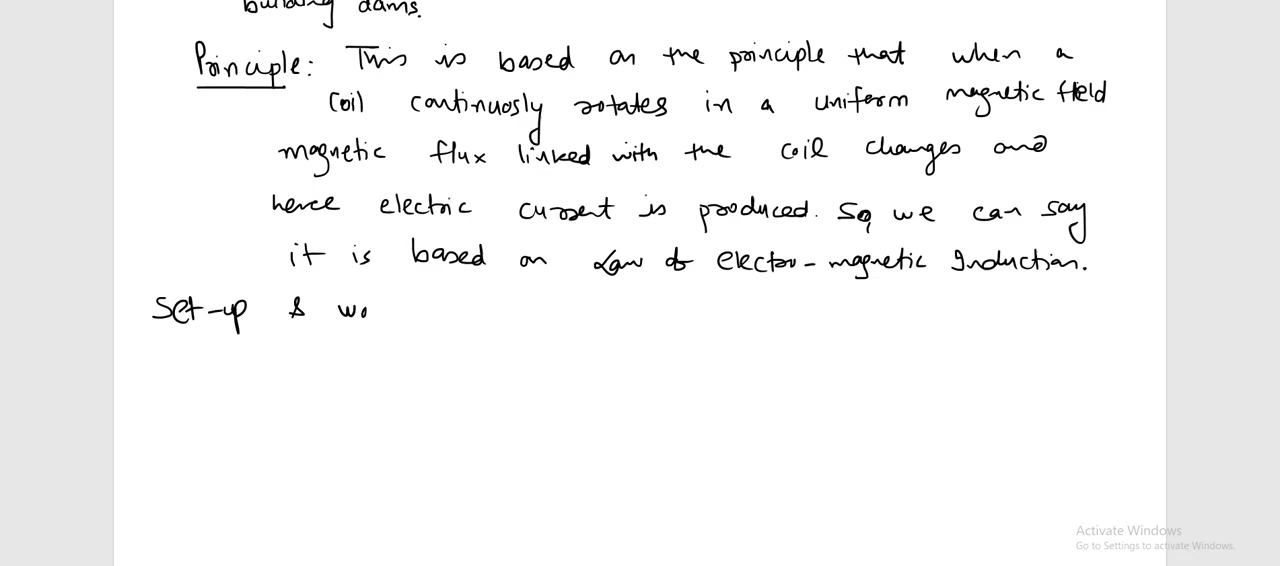 building dams.
Principle: This is based on the principle that when a
coil continuosly rotates in a uniform magnetic field
magnetic flux linked with the coil changes and
hence electric current is produced. So, we can say
it is based on Law of electro-magnetic Induction.
Set-up & wo
Activate Windows
Go to Settings to activate Windows.